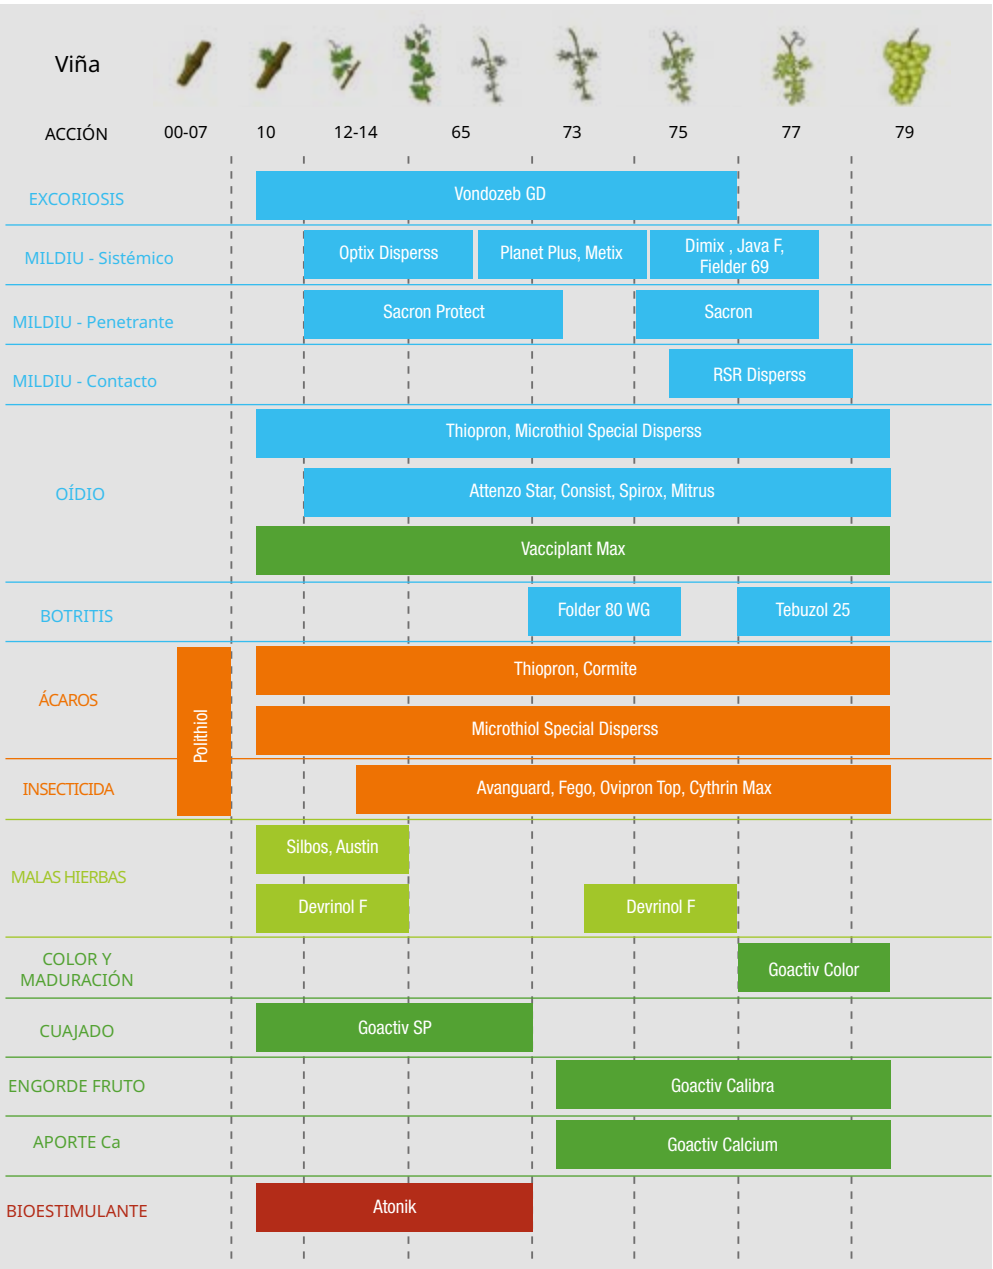 Viña
ACCIÓN 00-07 10 12-14 65 73 75 77 79
EXCORIOSIS Vondozeb GD
MILDIU - Sistémico Optix Disperss Planet Plus, Metix Dimix , Java F,
Fielder 69
MILDIU - Penetrante Sacron Protect Sacron
MILDIU - Contacto RSR Disperss
Thiopron, Microthiol Special Disperss
OÍDIO Attenzo Star, Consist, Spirox, Mitrus
Vacciplant Max
BOTRITIS Folder 80 WG Tebuzol 25
Thiopron, Cormite
ÁCAROS
Polithiol
Microthiol Special Disperss
INSECTICIDA Avanguard, Fego, Ovipron Top, Cythrin Max
Silbos, Austin
MALAS HIERBAS
Devrinol F Devrinol F
COLOR Y
MADURACIÓN Goactiv Color
CUAJADO Goactiv SP
ENGORDE FRUTO Goactiv Calibra
APORTE Ca Goactiv Calcium
BIOESTIMULANTE Atonik